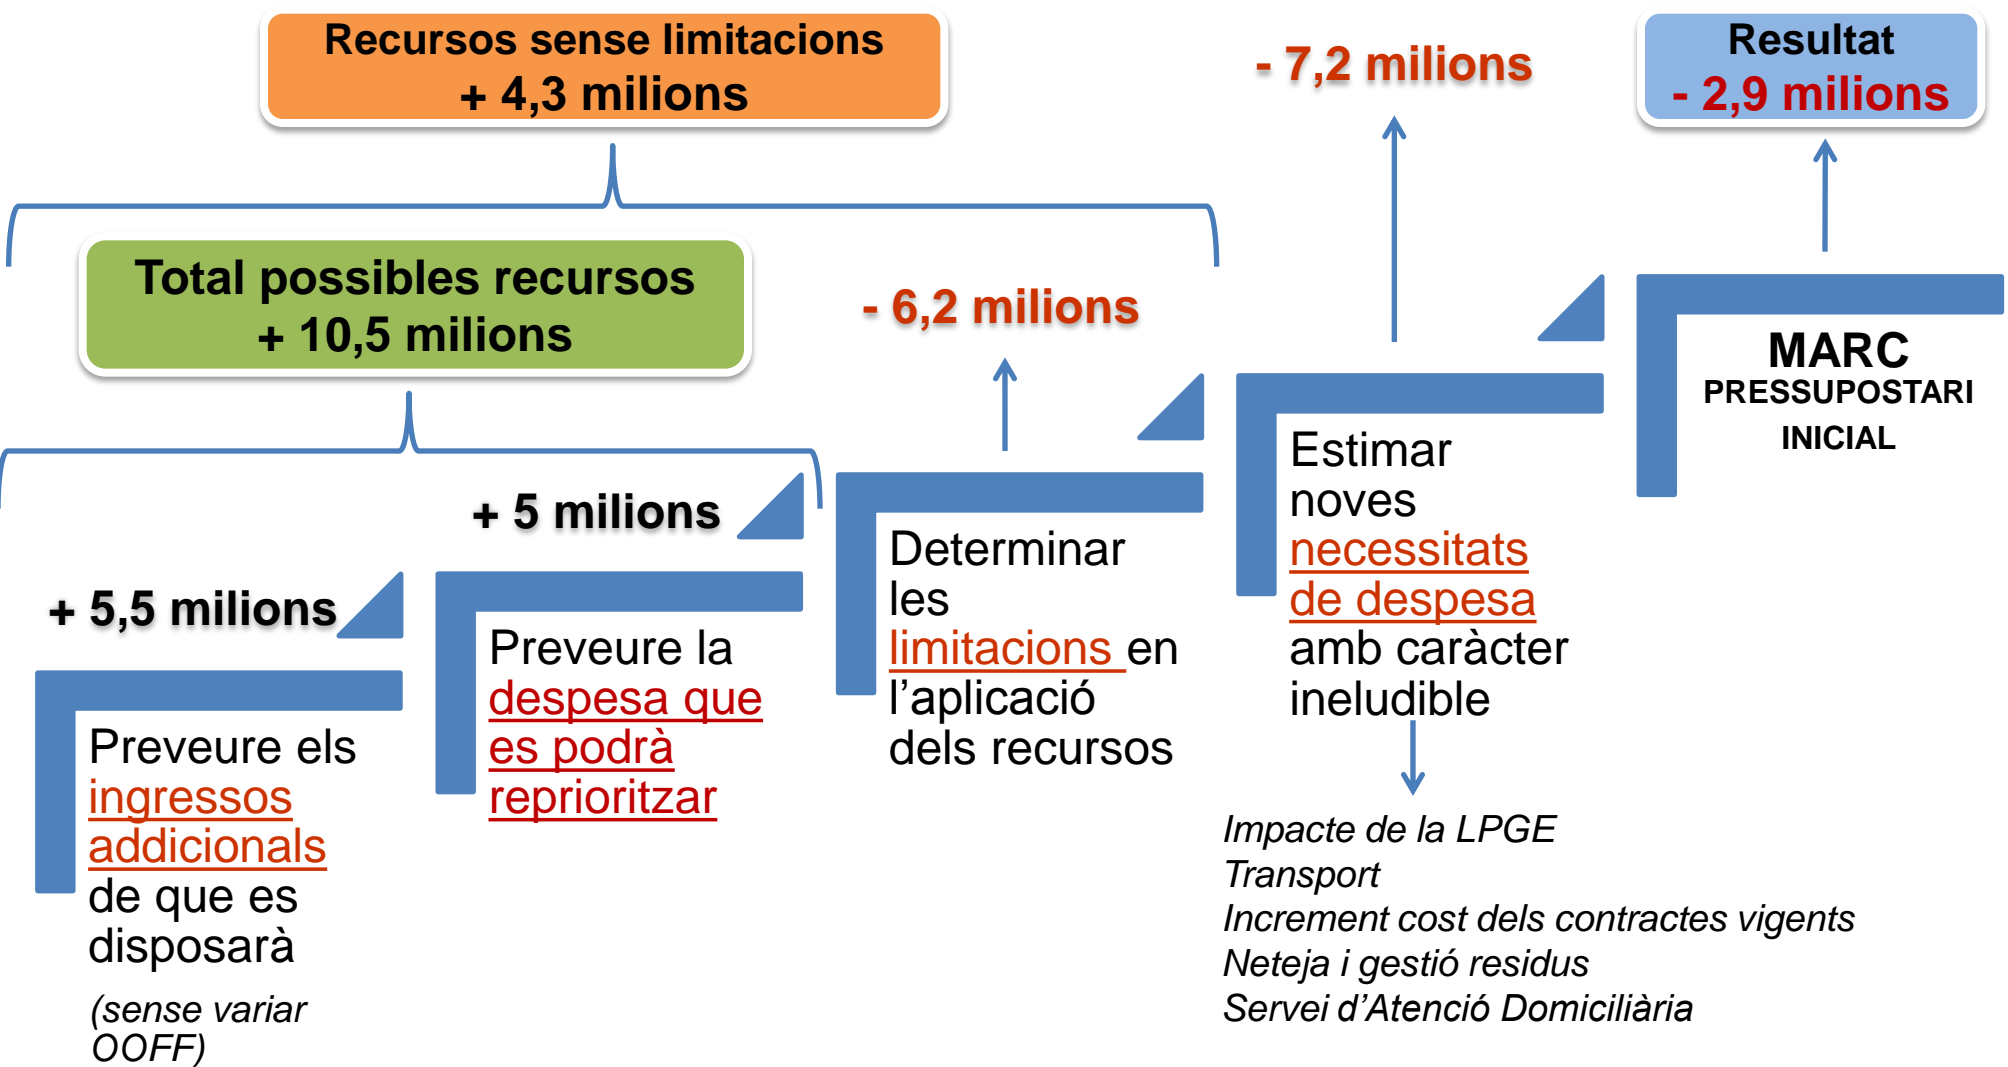 Recursos sense limitacions
+ 4,3 milions
- 7,2 milions
Resultat
- 2,9 milions
Total possibles recursos
+ 10,5 milions
- 6,2 milions
+ 5 milions
+ 5,5 milions
Preveure els
ingressos
addicionals
de que es
disposarà
(sense variar
OOFF)
Preveure la
despesa que
es podrà
reprioritzar
Determinar
les
limitacions en
l’aplicació
dels recursos
Estimar
noves
necessitats
de despesa
amb caràcter
ineludible
Impacte de la LPGE
Transport
Increment cost dels contractes vigents
Neteja i gestió residus
Servei d’Atenció Domiciliària
MARC
PRESSUPOSTARI
INICIAL